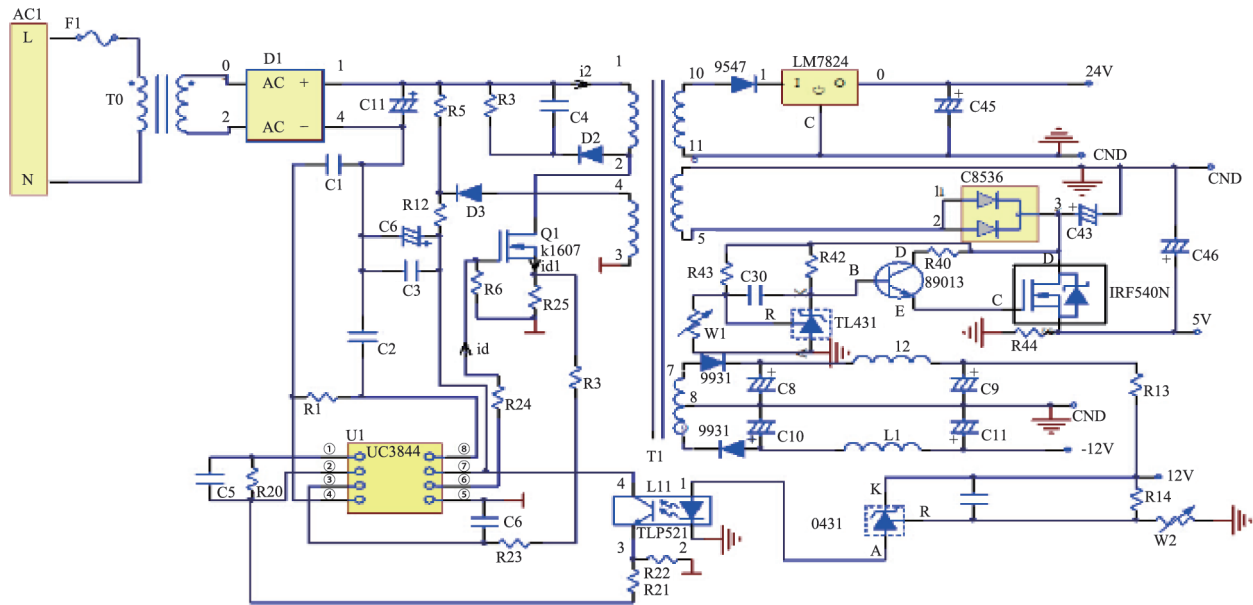 AC1
L
F1
T0
N
0
2
D1
AC +
AC −
1
4
C11
R5
R3
C4
i2
1
D2
2
C1
4
D3
R12
C6
Q1
k1607
id1
3
C3
R6
R25
C2
id
R3
R1
R24
U1
UC3844
①
②
③
④
⑧
⑦
⑥
⑤
C5
R20
C6
R23
T1
10
9547
1
LM7824
I
G
O
0
24V
C
C45
11
CND
CND
C8536
1
2
3
C43
5
C46
R43
C30
R42
B
D
R40
89013
E
D
C
IRF540N
K
R
TL431
W1
A
R44
5V
7
9931
12
C8
C9
R13
8
CND
9931
C10
L1
C11
-12V
4
L11
1
TLP521
3
2
R22
R21
K
0431
R
A
12V
R14
W2